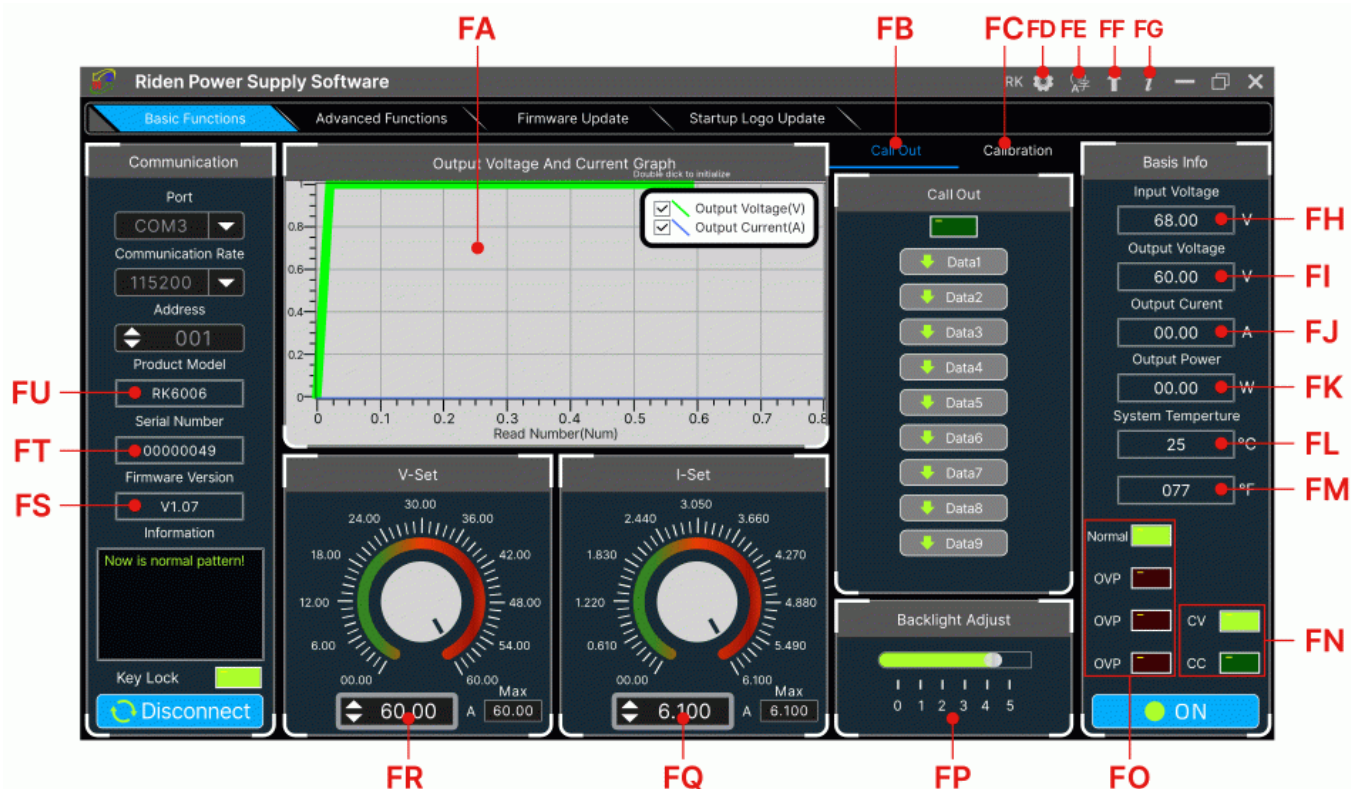 FA
FB
FC
FD
FE
FF
FG
Riden Power Supply Software
RK
Basic Functions
Advanced Functions
Firmware Update
Startup Logo Update
Communication
Port
COM3
Communication Rate
115200
Address
001
Product Model
FU
RK6006
Serial Number
FT
00000049
Firmware Version
FS
V1.07
Information
Now is normal pattern!
Key Lock
Disconnect
Output Voltage And Current Graph
Double dick to initialize
Output Voltage(V)
Output Current(A)
1
0.8
0.6
0.4
0.2
0
0 0.1 0.2 0.3 0.4 0.5 0.6 0.7 0.8
Read Number(Num)
V-Set
30.00
24.00
36.00
18.00
42.00
12.00
48.00
6.00
54.00
00.00
60.00
Max
60.00 A 60.00
FR
I-Set
3.050
2.440
3.660
1.830
4.270
1.220
4.880
0.610
5.490
00.00
6.100
Max
6.100 A 6.100
FQ
Call Out
Calibration
Call Out
Data1
Data2
Data3
Data4
Data5
Data6
Data7
Data8
Data9
Backlight Adjust
0 1 2 3 4 5
FP
Basis Info
Input Voltage
68.00 V
FH
Output Voltage
60.00 V
FI
Output Curent
00.00 A
FJ
Output Power
00.00 W
FK
System Temperture
25 °C
FL
077 °F
FM
Normal
OVP
OVP
CV
OVP
CC
FN
ON
FO